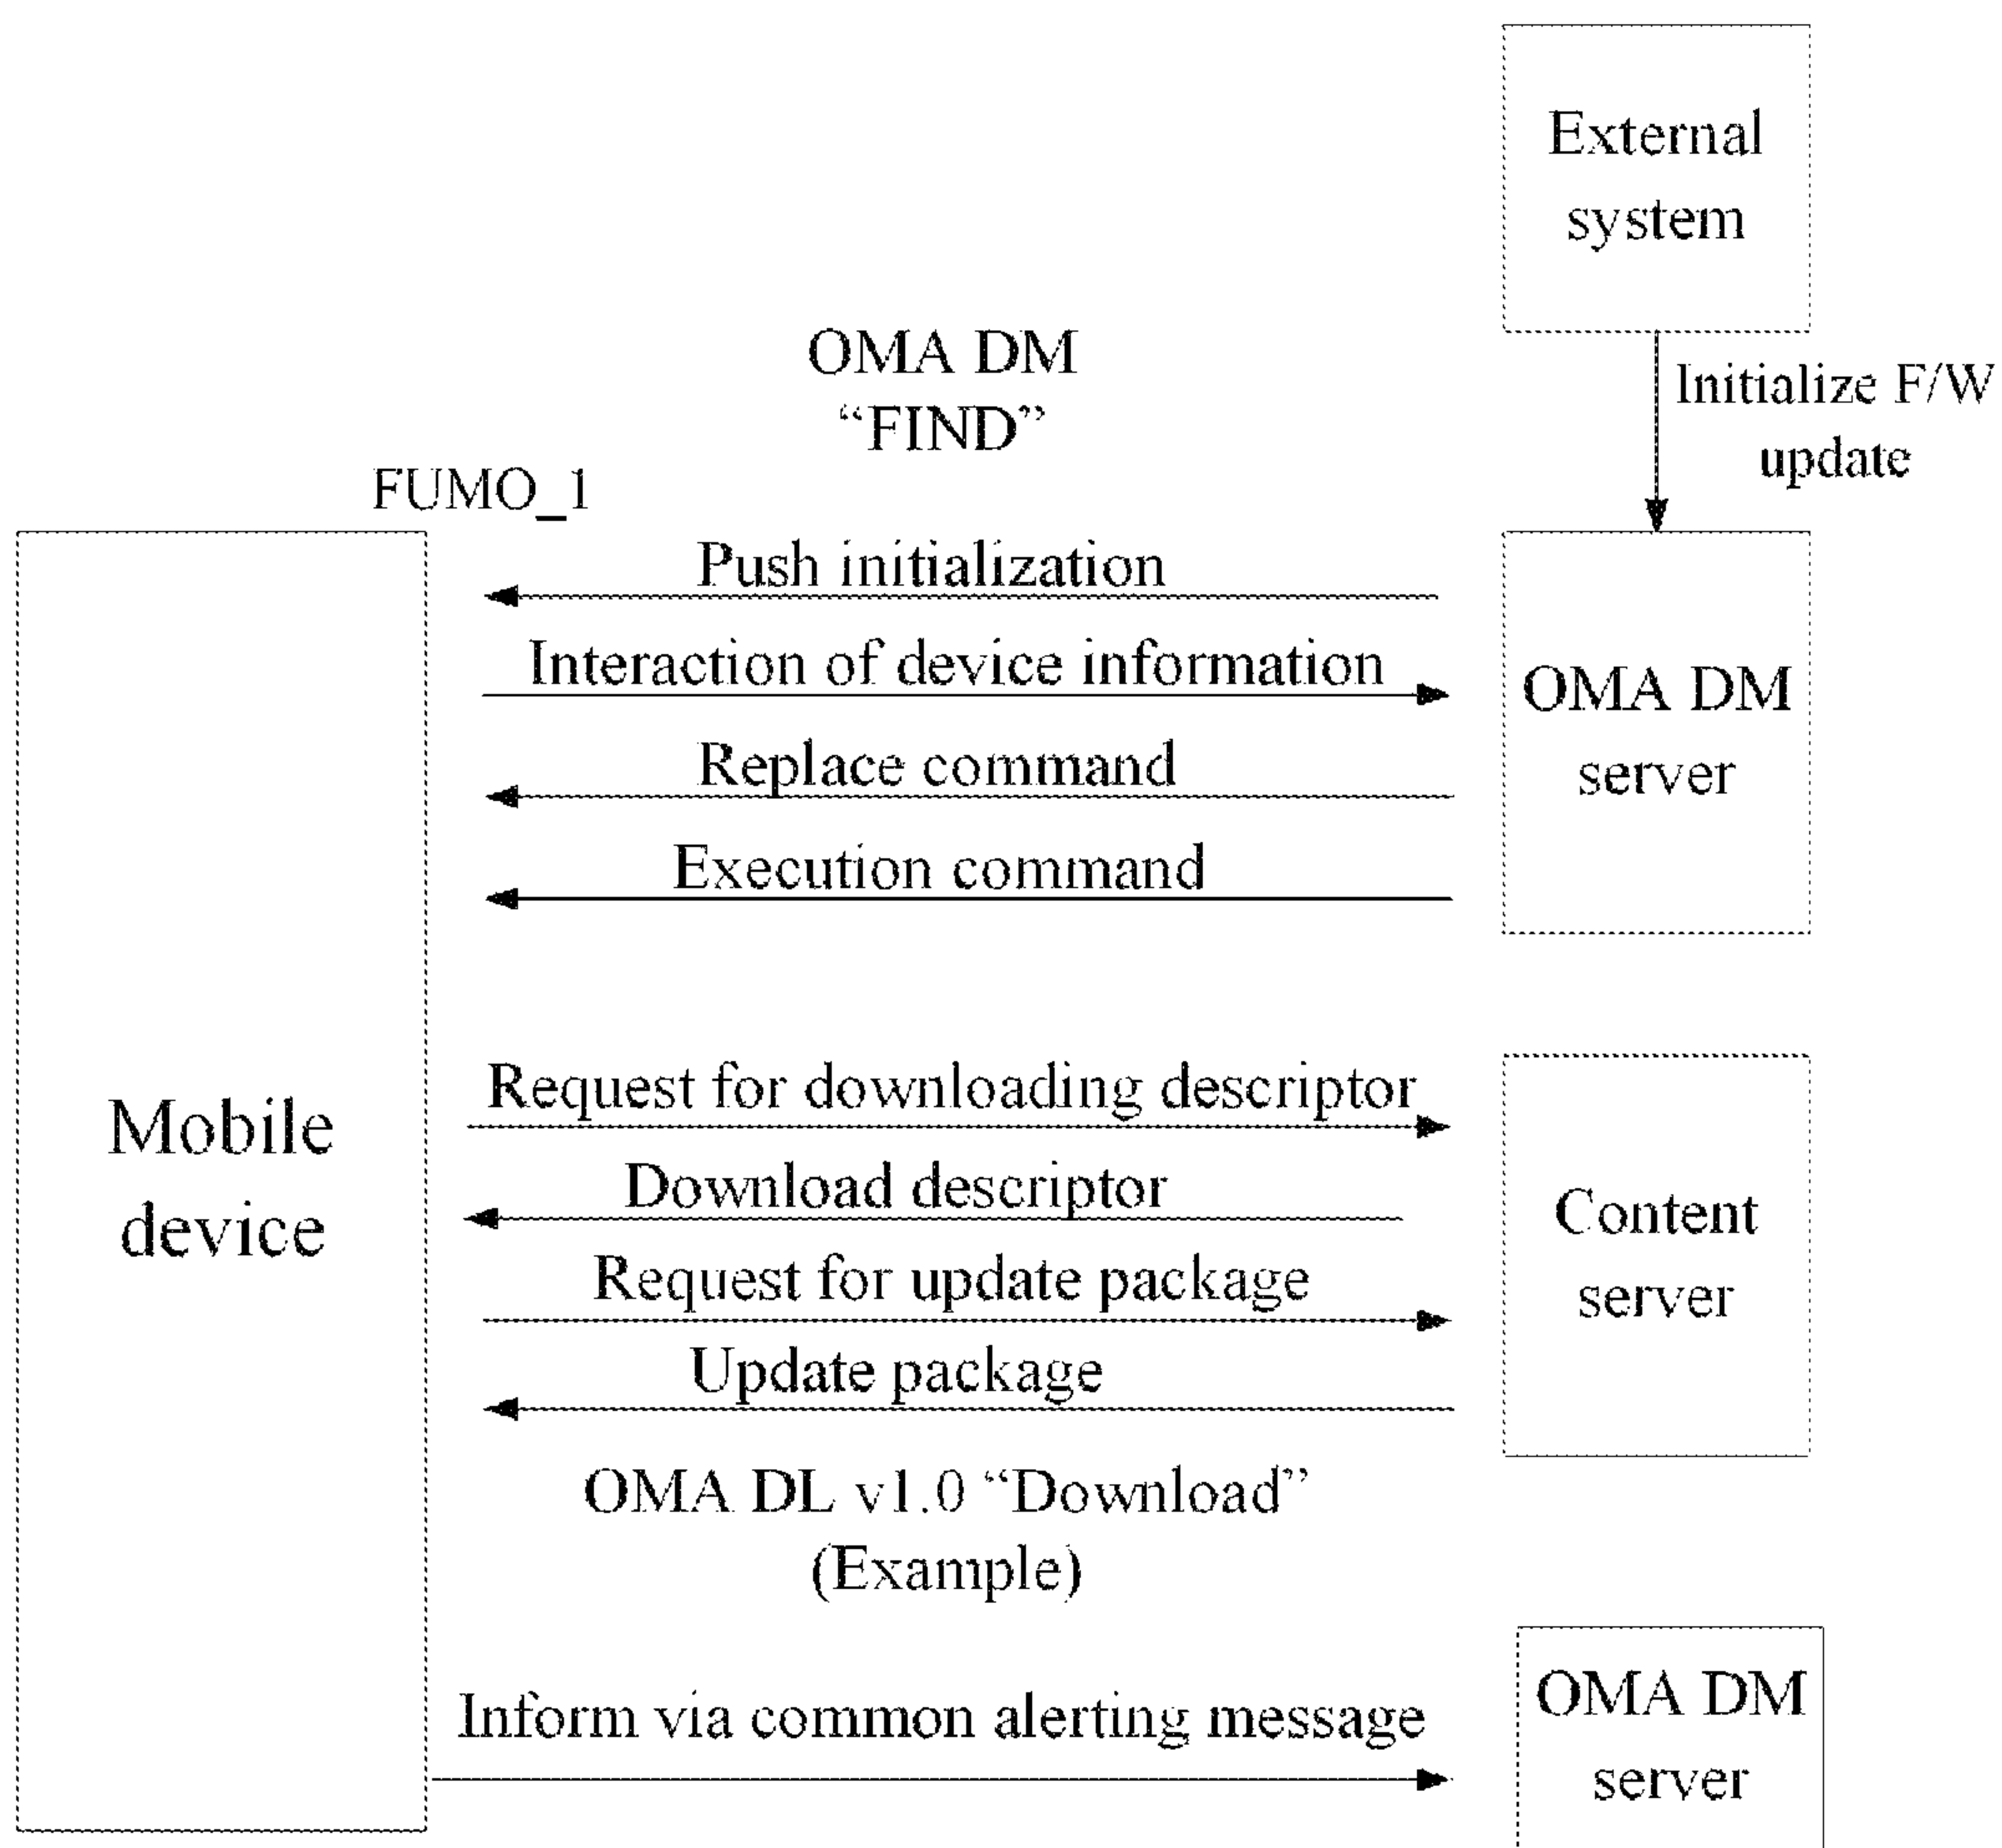 External
system
Initialize F/W
update
OMA DM
“FIND”
FUMO_1
Push initialization
Interaction of device information
Replace command
Execution command
OMA DM
server
Mobile
device
Request for downloading descriptor
Download descriptor
Request for update package
Update package
Content
server
OMA DL v1.0 “Download”
(Example)
Inform via common alerting message
OMA DM
server